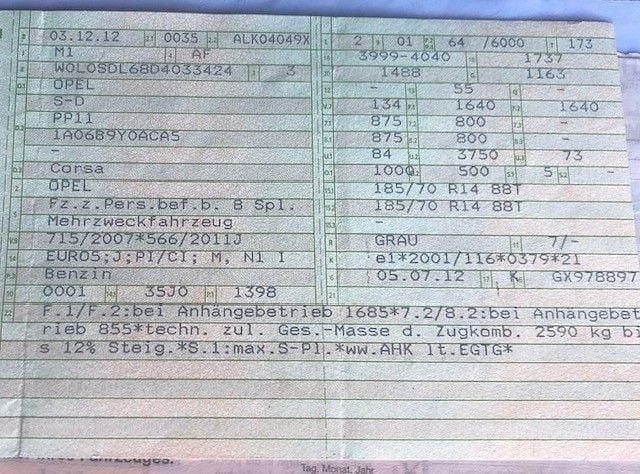 03.12.12 0035 ALK04049X
M1 AF
W0L0SDL68D4033424 3
OPEL
S-D
PP11
1A06B9Y0ACA5
-
Corsa
OPEL
Fz.z.Pers.bef.b. 8 Spl.
Mehrzweckfahrzeug
715/2007*566/2011J
EURO5;J;PI/CI; M, N1 I
Benzin
0001 35J0 1398
2 01 64 /6000 173
3999-4040 1737
1488 1163
- 55 -
134 1640 1640
875 800 -
875 800 -
84 3750 73
1000 500 5 -
185/70 R14 88T
185/70 R14 88T
-
GRAU 7/-
e1*2001/116*0379*21
05.07.12 K GX978897
F.1/F.2:bei Anhängebetrieb 1685*7.2/8.2:bei Anhängebet
rieb 855*techn. zul. Ges.-Masse d. Zugkomb. 2590 kg bi
s 12% Steig.*S.1:max.S-Pl.*ww.AHK lt.EGTG*
Tag, Monat, Jahr